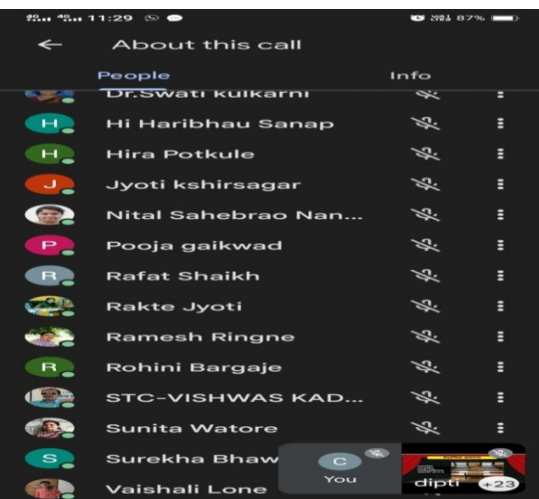 11:29 87%
About this call
People Info
Dr.Swati kulkarni
H Hi Haribhau Sanap
H Hira Potkule
J Jyoti kshirsagar
Nital Sahebrao Nan...
P Pooja gaikwad
R Rafat Shaikh
Rakte Jyoti
Ramesh Ringne
R Rohini Bargaje
STC-VISHWAS KAD...
Sunita Watore
S Surekha Bhaw
C
You
dipti +23
Vaishali Lone